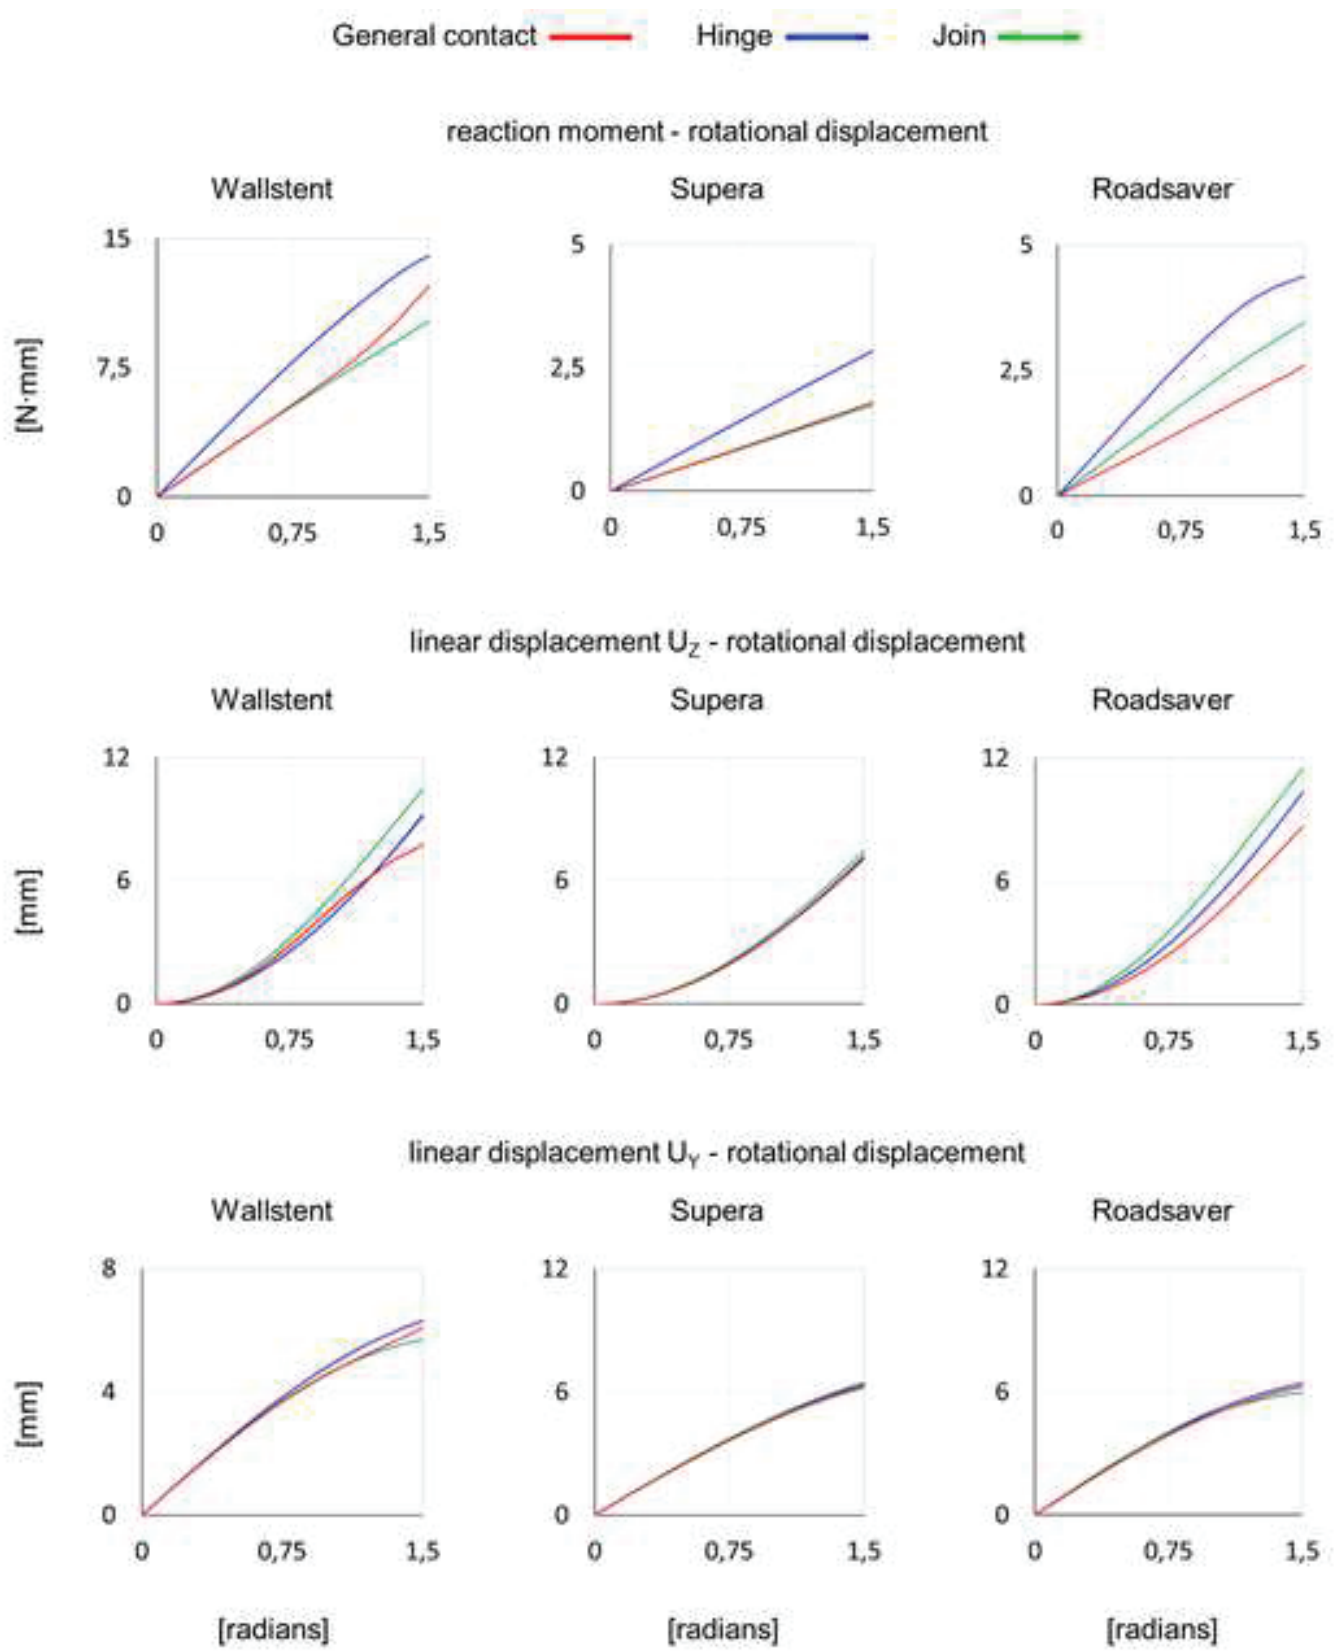 General contact Hinge Join
reaction moment - rotational displacement
Wallstent Supera Roadsaver
15 5 5
[N·mm]
7,5 2,5 2,5
0 0 0
0 0,75 1,5 0 0,75 1,5 0 0,75 1,5
linear displacement UZ - rotational displacement
Wallstent Supera Roadsaver
12 12 12
[mm]
6 6 6
0 0 0
0 0,75 1,5 0 0,75 1,5 0 0,75 1,5
linear displacement UY - rotational displacement
Wallstent Supera Roadsaver
8 12 12
[mm]
4 6 6
0 0 0
0 0,75 1,5 0 0,75 1,5 0 0,75 1,5
[radians] [radians] [radians]